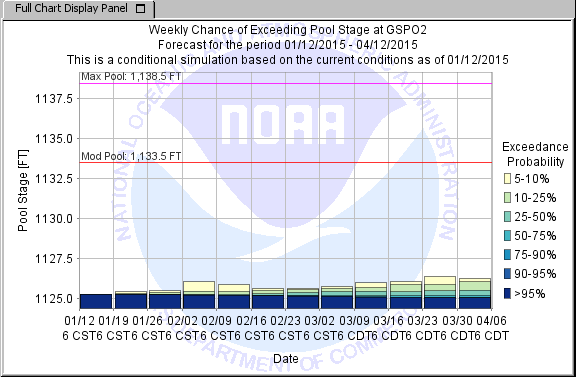 Full Chart Display Panel
Weekly Chance of Exceeding Pool Stage at GSPO2
Forecast for the period 01/12/2015 - 04/12/2015
This is a conditional simulation based on the current conditions as of 01/12/2015
Max Pool: 1,138.5 FT
1137.5
1135.0
Mod Pool: 1,133.5 FT
1132.5
1130.0
1127.5
1125.0
Pool Stage [FT]
NOAA
NATIONAL OCEANIC AND ATMOSPHERIC ADMINISTRATION
U.S. DEPARTMENT OF COMMERCE
Exceedance
Probability
5-10%
10-25%
25-50%
50-75%
75-90%
90-95%
>95%
01/12 01/19 01/26 02/02 02/09 02/16 02/23 03/02 03/09 03/16 03/23 03/30 04/06
6 CST6 CST6 CST6 CST6 CST6 CST6 CST6 CST6 CDT6 CDT6 CDT6 CDT6 CDT
Date